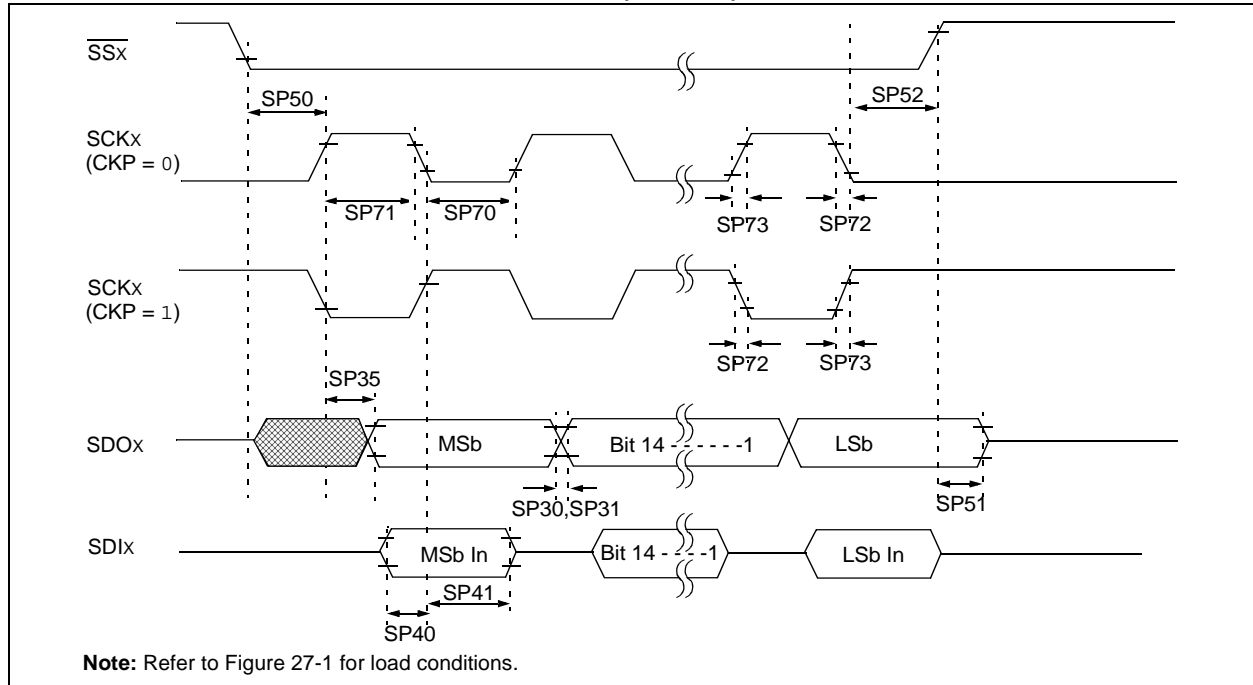 SSX
SP50
SP52
SCKX
(CKP = 0)
SP71
SP70
SP73
SP72
SCKX
(CKP = 1)
SP72
SP73
SP35
SDOX
MSb
Bit 14 - - - - - -1
LSb
SP30,SP31
SP51
SDIX
MSb In
Bit 14 - - - -1
LSb In
SP41
SP40
Note: Refer to Figure 27-1 for load conditions.